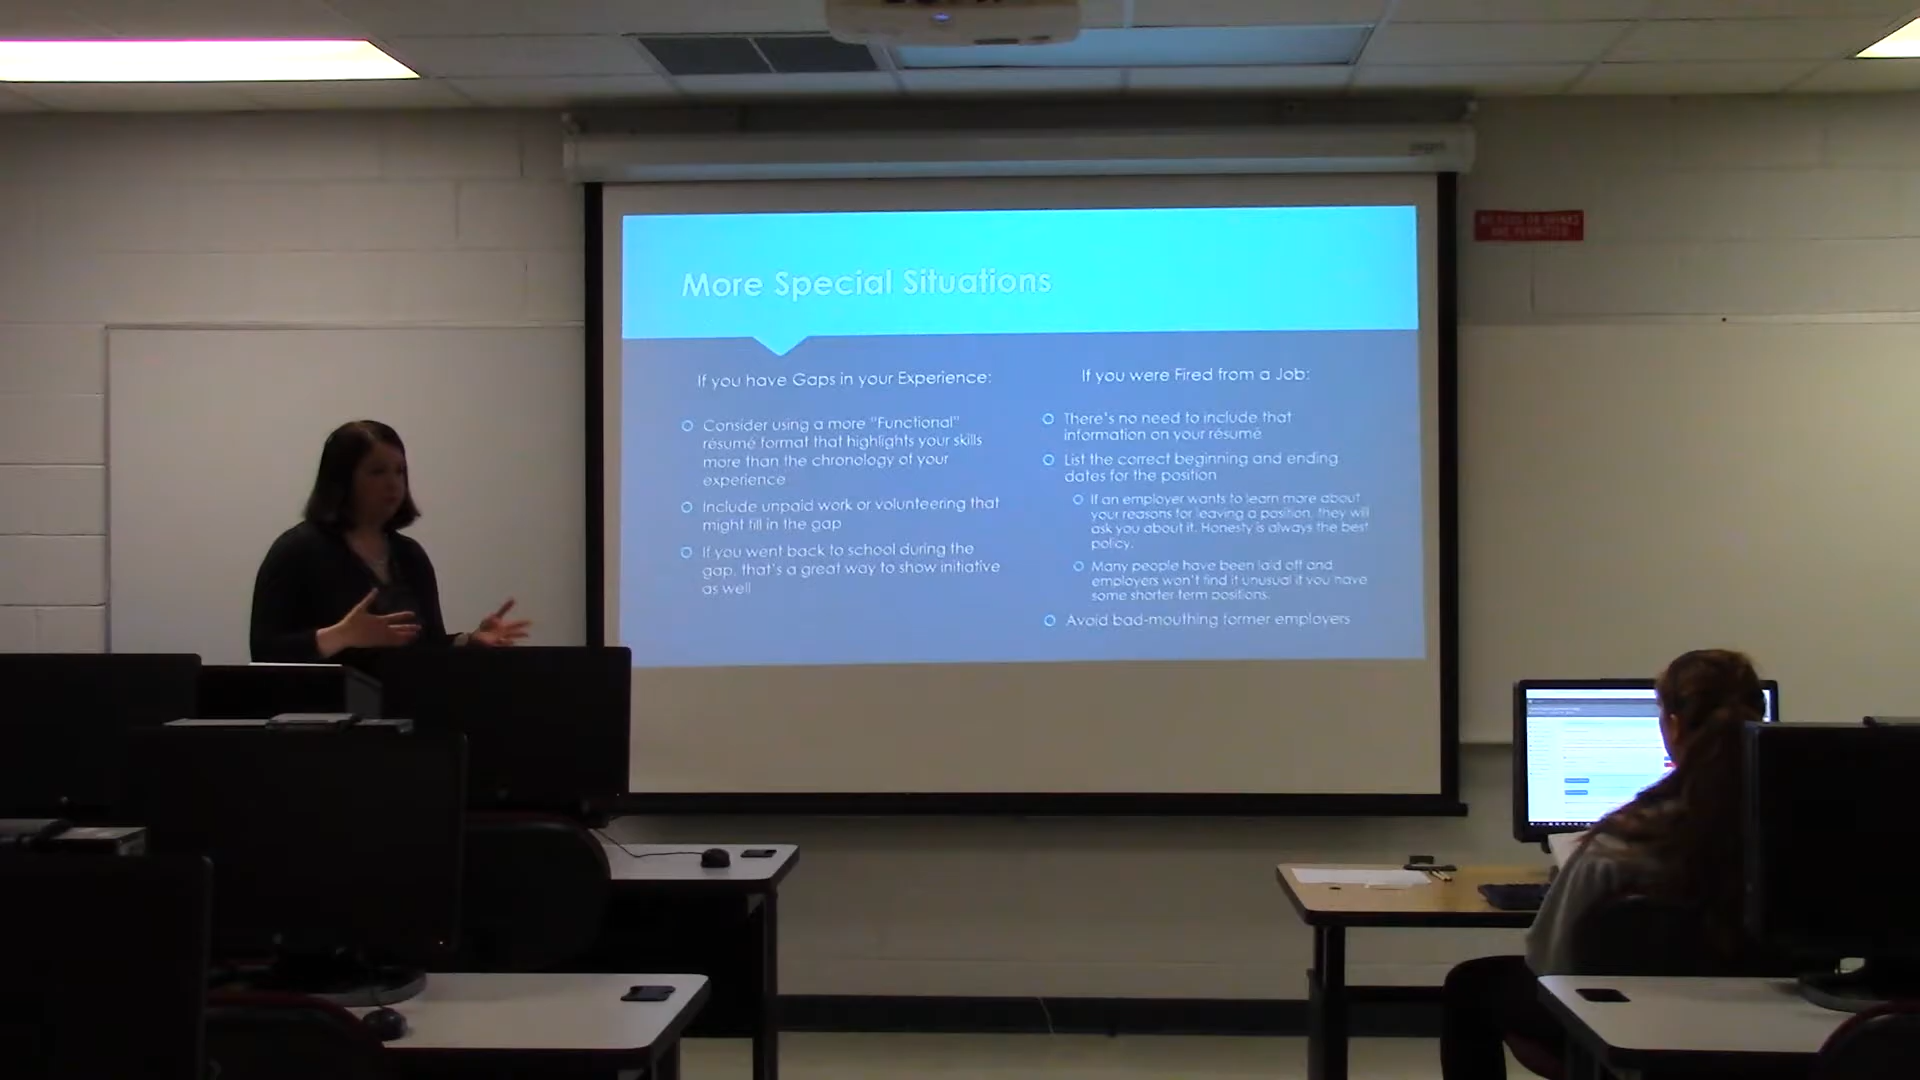 More Special Situations
If you have Gaps in your Experience:
Consider using a more "Functional"
résumé format that highlights your skills
more than the chronology of your
experience
Include unpaid work or volunteering that
might fill in the gap
If you went back to school during the
gap, that's a great way to show initiative
as well
If you were Fired from a Job:
There's no need to include that
information on your résumé
List the correct beginning and ending
dates for the position
If an employer wants to learn more about
your reasons for leaving a position, they will
ask you about it. Honesty is always the best
policy.
Many people have been laid off and
employers won't find it unusual if you have
some shorter term positions.
Avoid bad-mouthing former employers
NO FOOD OR DRINKS
ARE PERMITTED